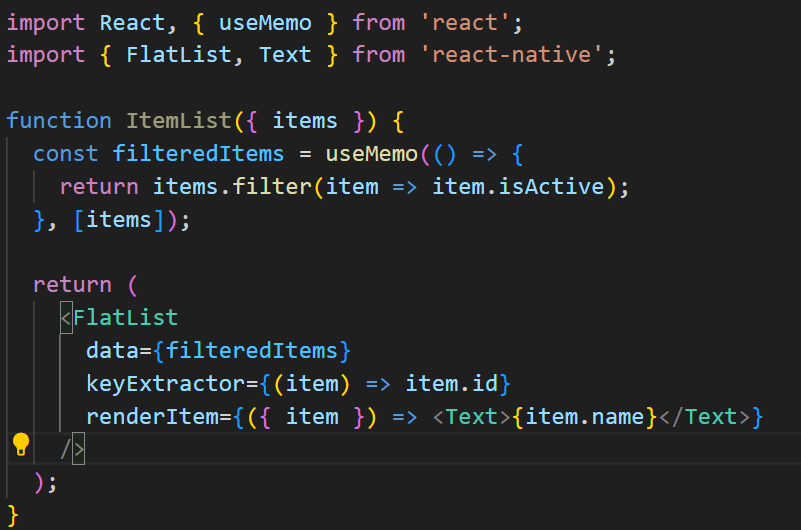 import React, { useMemo } from 'react';
import { FlatList, Text } from 'react-native';

function ItemList({ items }) {
  const filteredItems = useMemo(() => {
    return items.filter(item => item.isActive);
  }, [items]);

  return (
    <FlatList
      data={filteredItems}
      keyExtractor={(item) => item.id}
      renderItem={({ item }) => <Text>{item.name}</Text>}
    />
  );
}